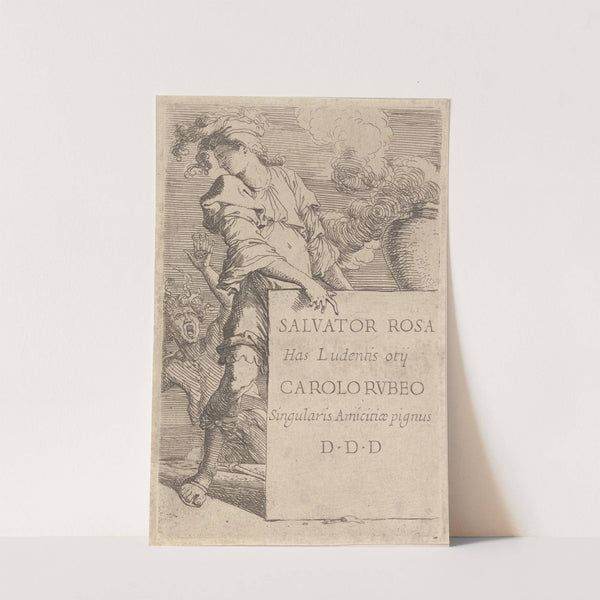 SALVATOR ROSA
Has Ludentis otij
CAROLO RVBEO
Singularis Amicitiæ pignus
D·D·D